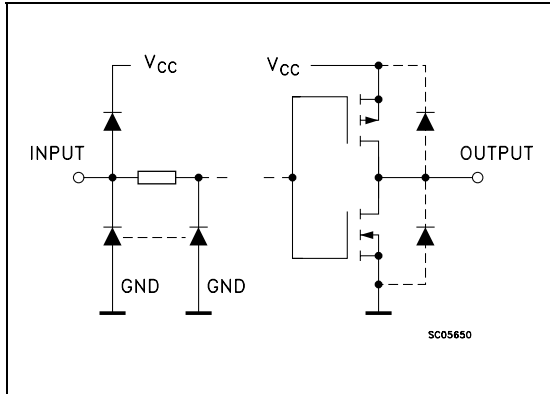 VCC
VCC
INPUT
OUTPUT
GND
GND
SC05650